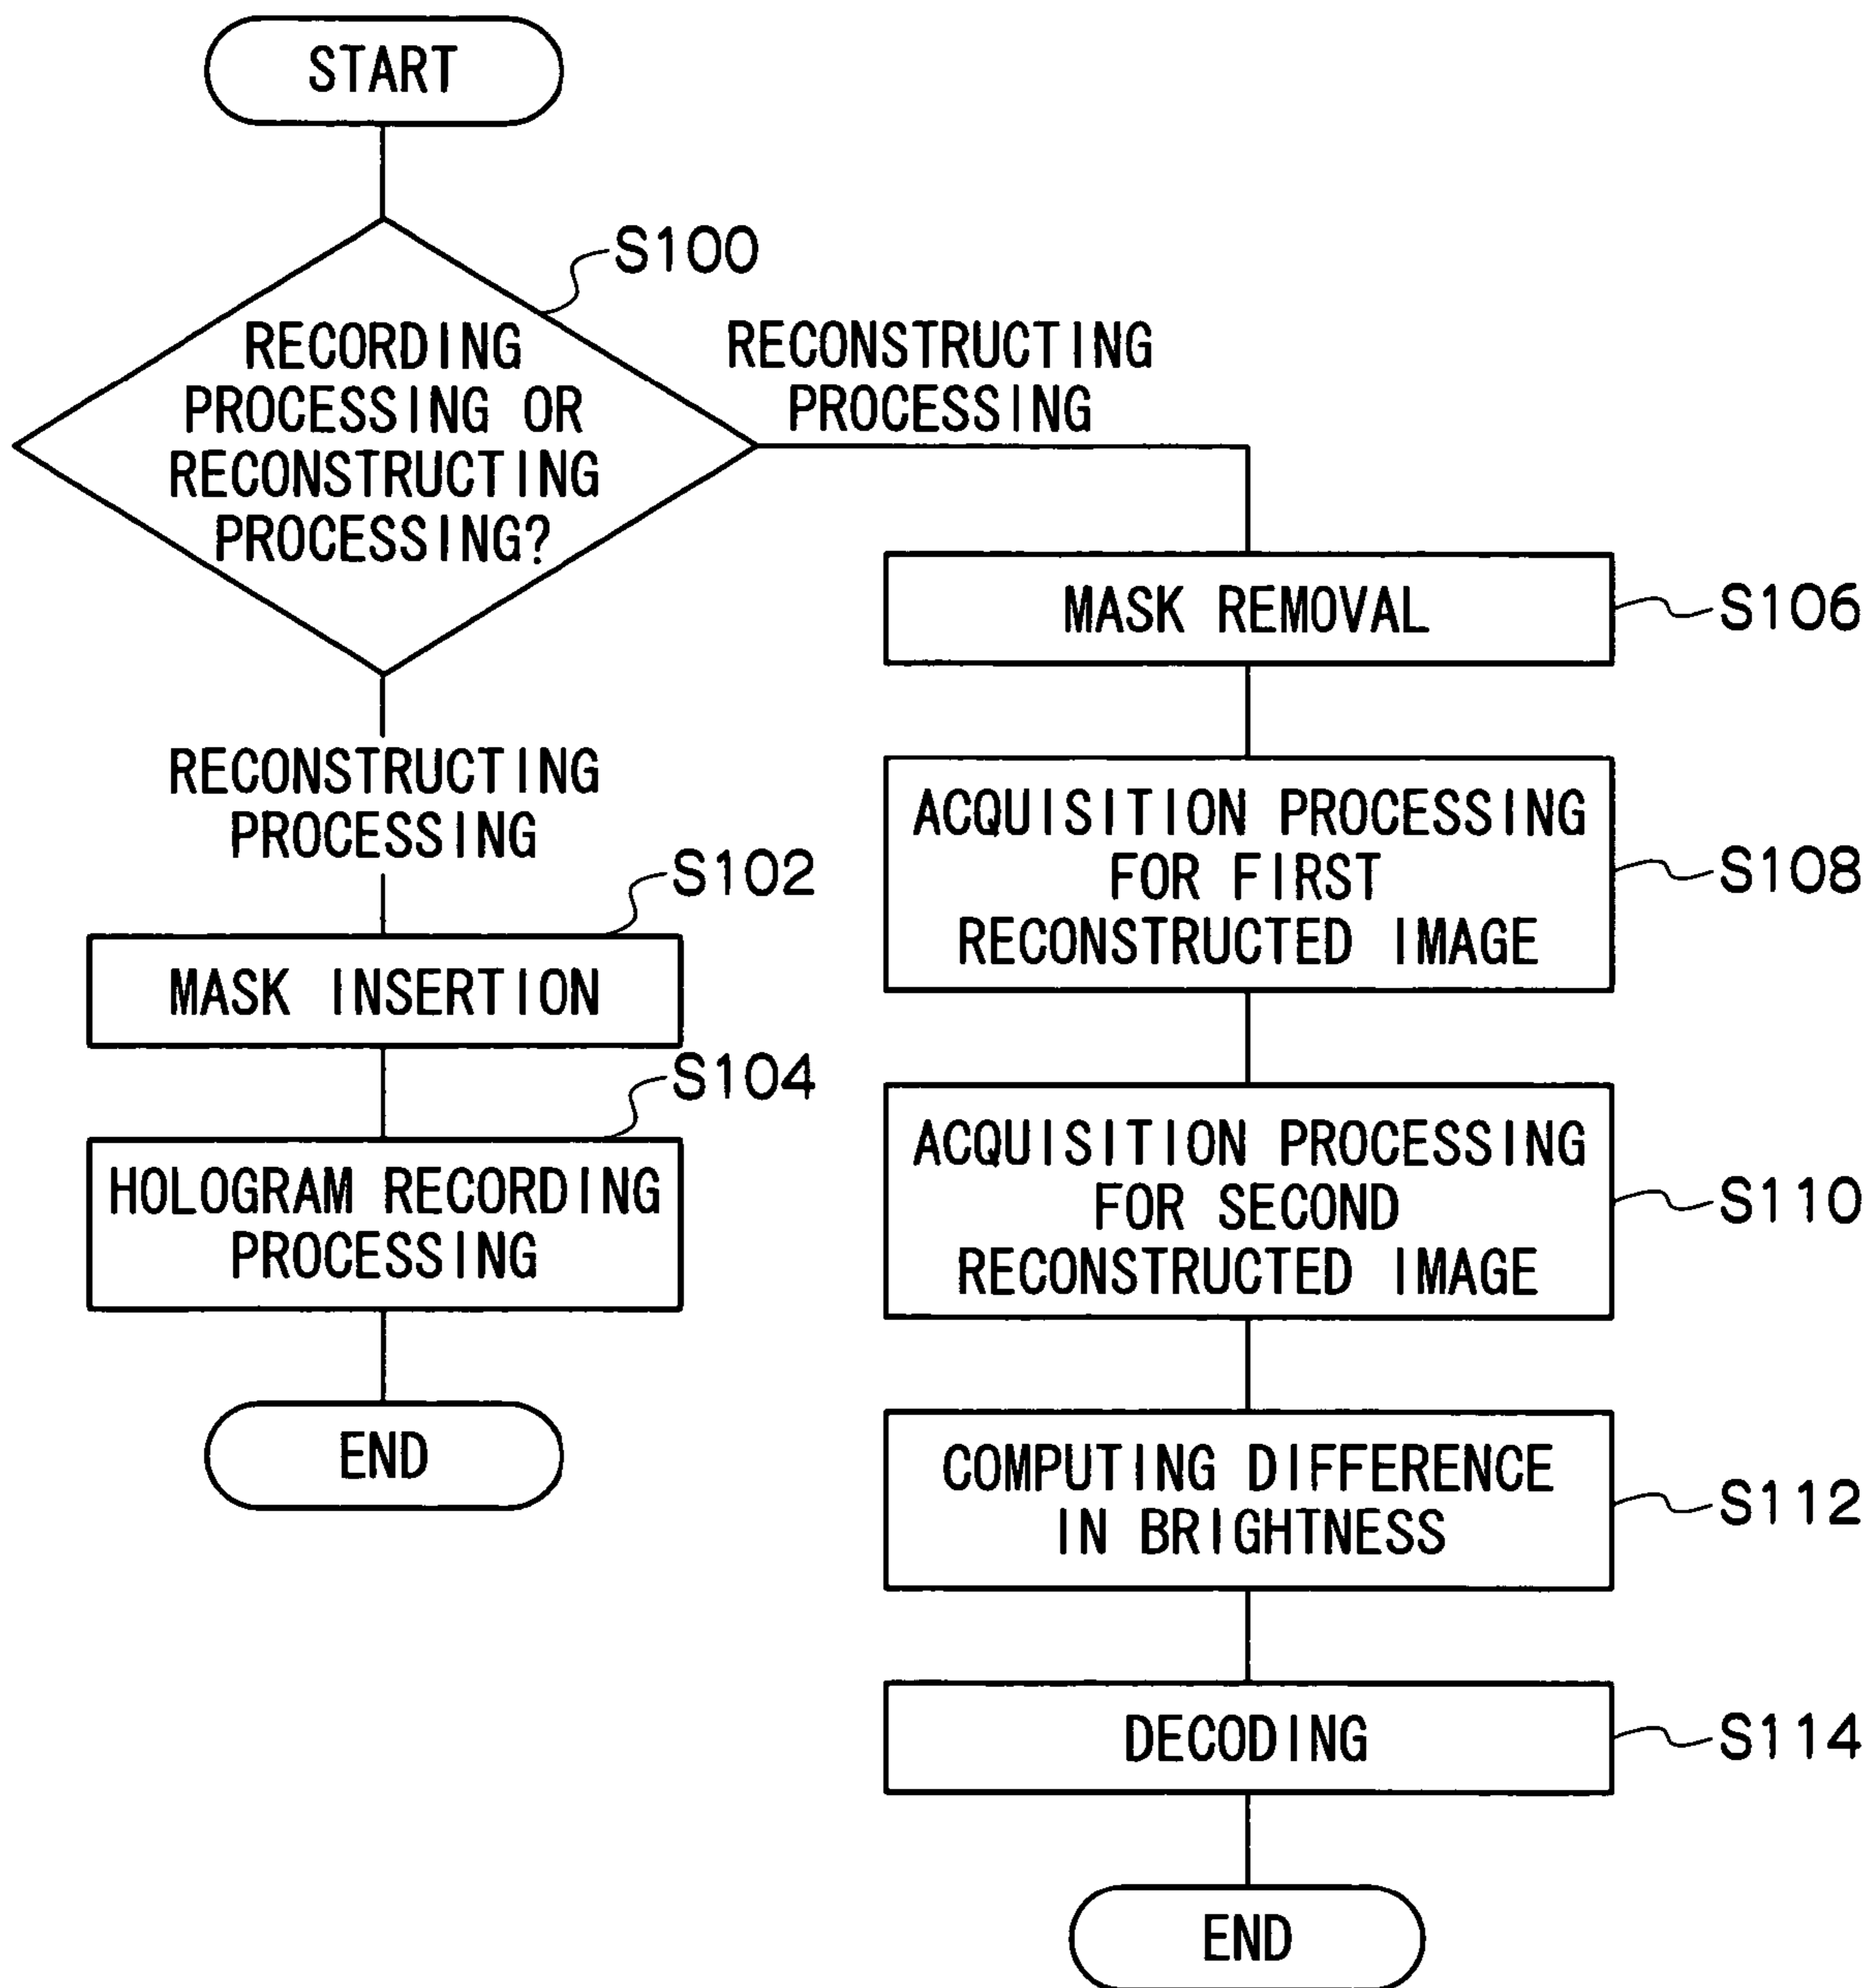 START
S100
RECORDING
PROCESSING OR
RECONSTRUCTING
PROCESSING?
RECONSTRUCTING
PROCESSING
RECONSTRUCTING
PROCESSING
S102
MASK INSERTION
S104
HOLOGRAM RECORDING
PROCESSING
END
MASK REMOVAL
S106
ACQUISITION PROCESSING
FOR FIRST
RECONSTRUCTED IMAGE
S108
ACQUISITION PROCESSING
FOR SECOND
RECONSTRUCTED IMAGE
S110
COMPUTING DIFFERENCE
IN BRIGHTNESS
S112
DECODING
S114
END